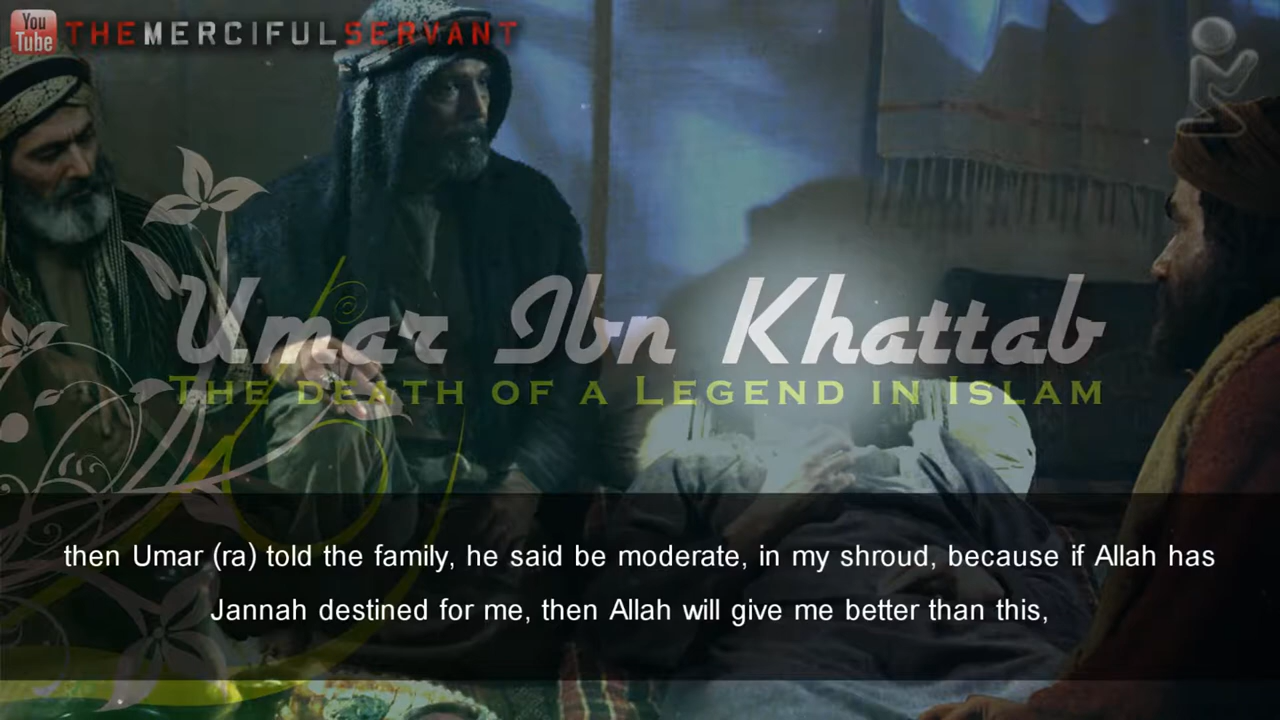 You
Tube THEMERCIFULSERVANT
Umar Ibn Khattab
THE DEATH OF A LEGEND IN ISLAM
then Umar (ra) told the family, he said be moderate, in my shroud, because if Allah has
Jannah destined for me, then Allah will give me better than this,